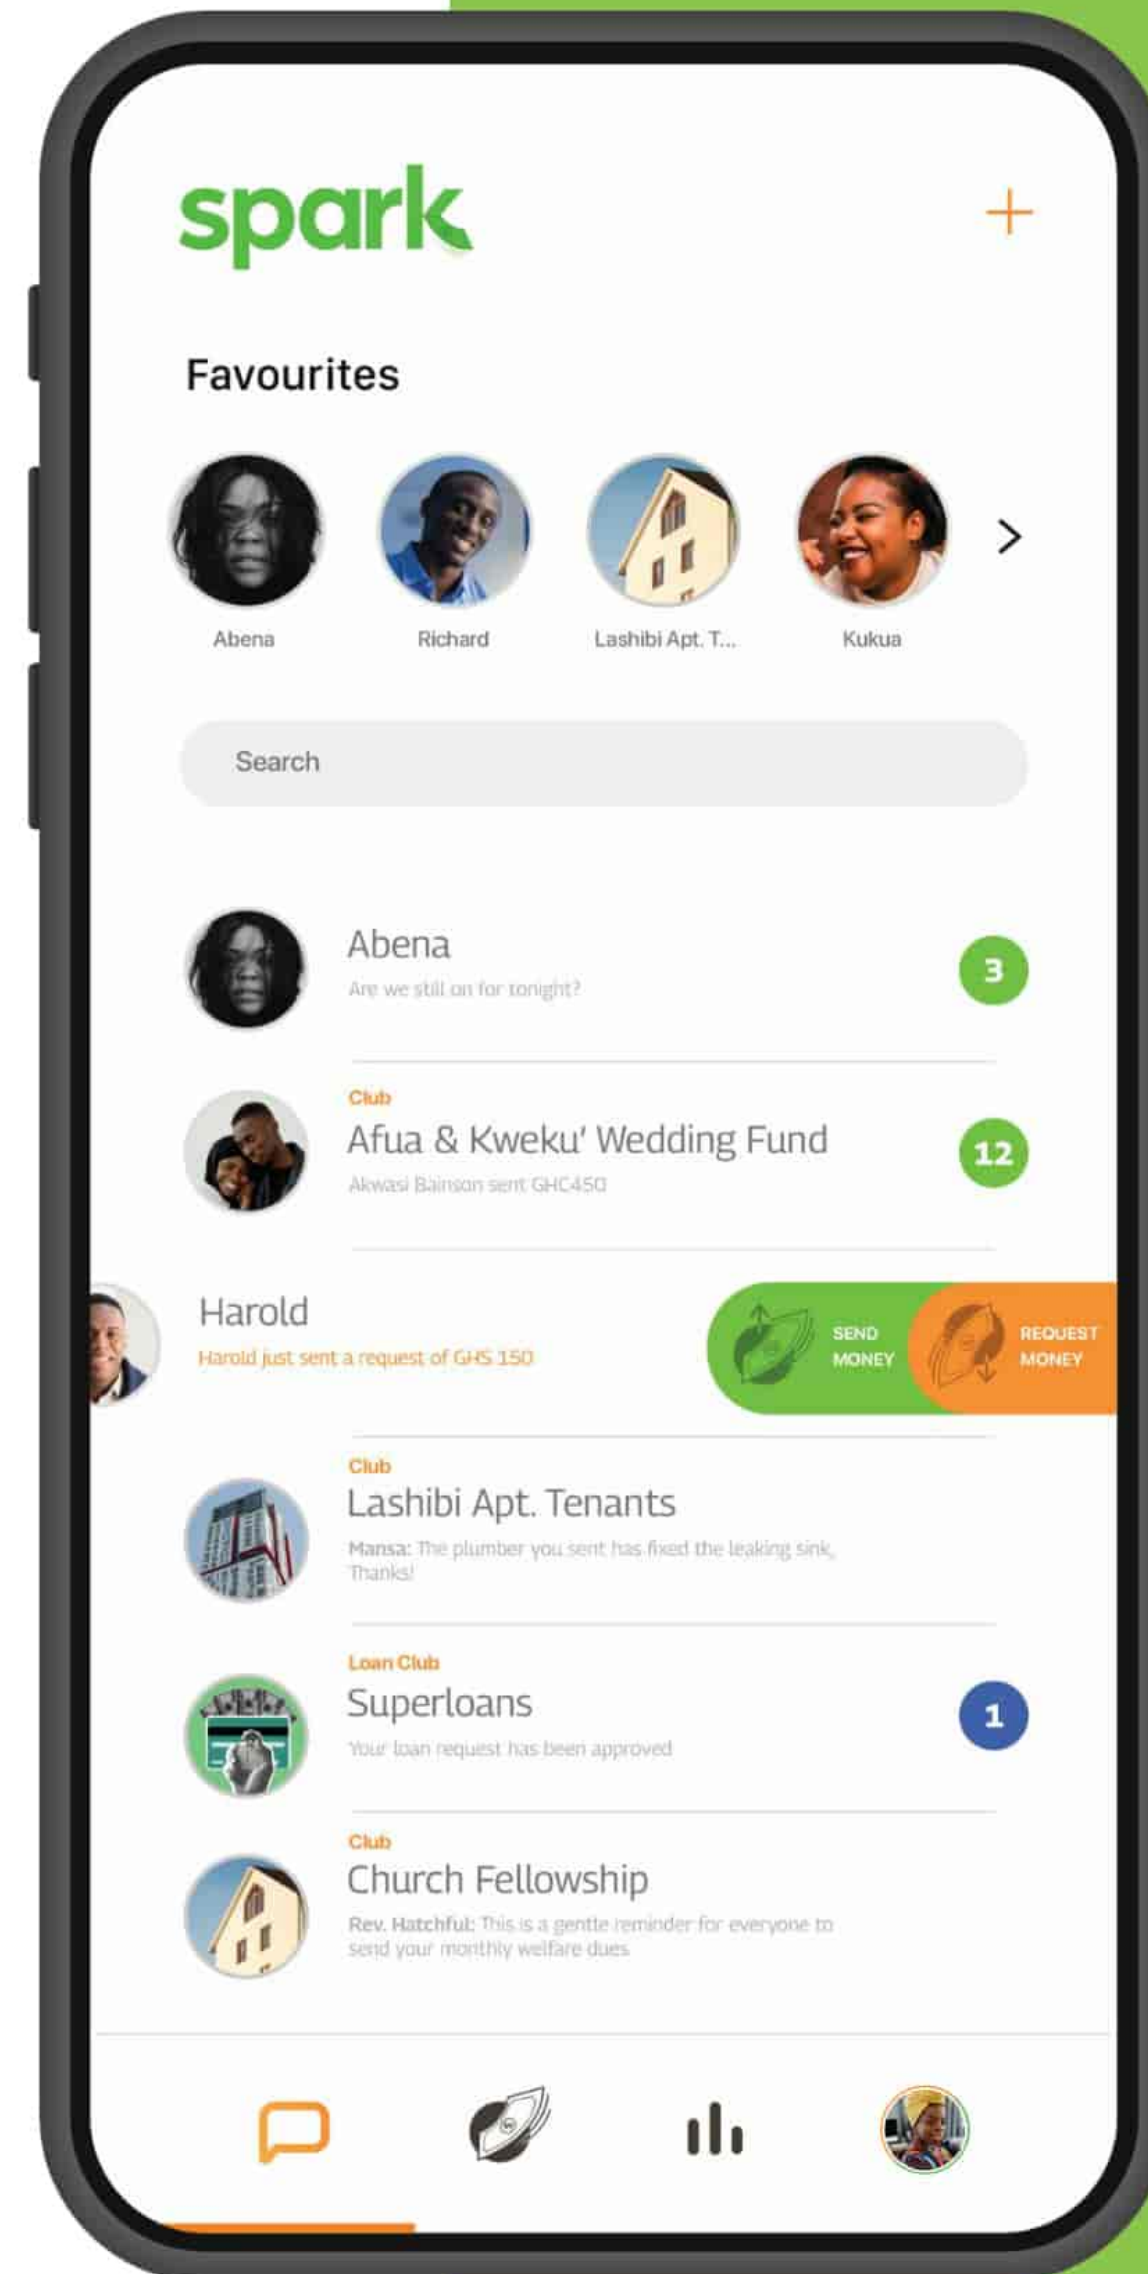 spark
Favourites
Abena
Richard
Lashibi Apt. T...
Kukua
Search
Abena
Are we still on for tonight?
3
Club
Afua & Kweku' Wedding Fund
Akwasi Bainson sent GHC450
12
Harold
Harold just sent a request of GHS 150
SEND
MONEY
REQUEST
MONEY
Club
Lashibi Apt. Tenants
Mansa: The plumber you sent has fixed the leaking sink,
Thanks!
Loan Club
Superloans
Your loan request has been approved
1
Club
Church Fellowship
Rev. Hatchful: This is a gentle reminder for everyone to
send your monthly welfare dues